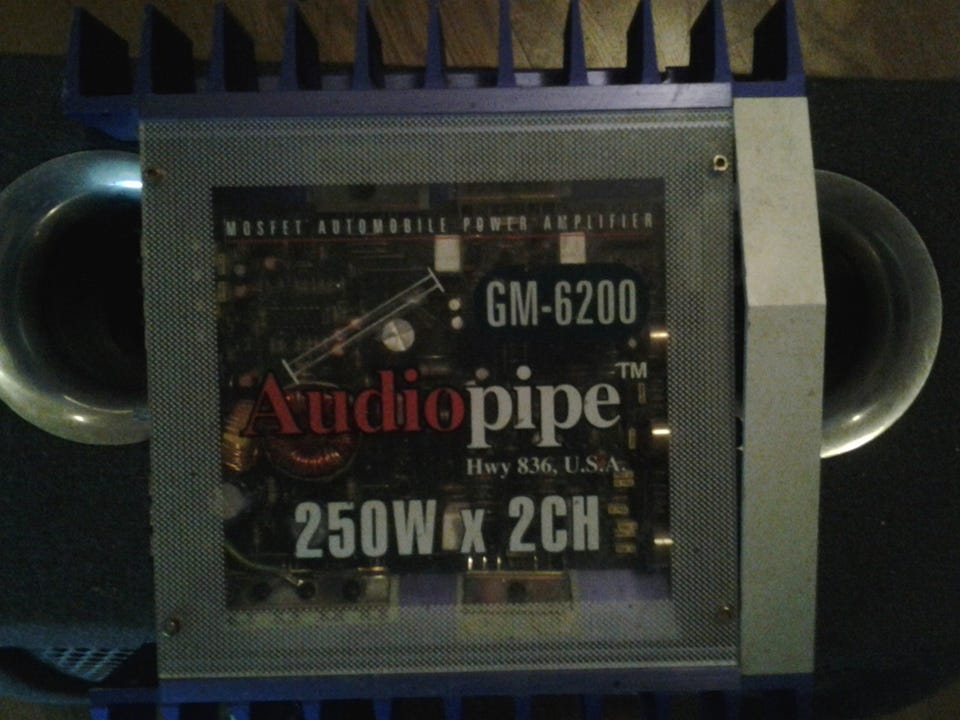 MOSFET AUTOMOBILE POWER AMPLIFIER
GM-6200
Audiopipe™
Hwy 836, U.S.A.
250W x 2CH